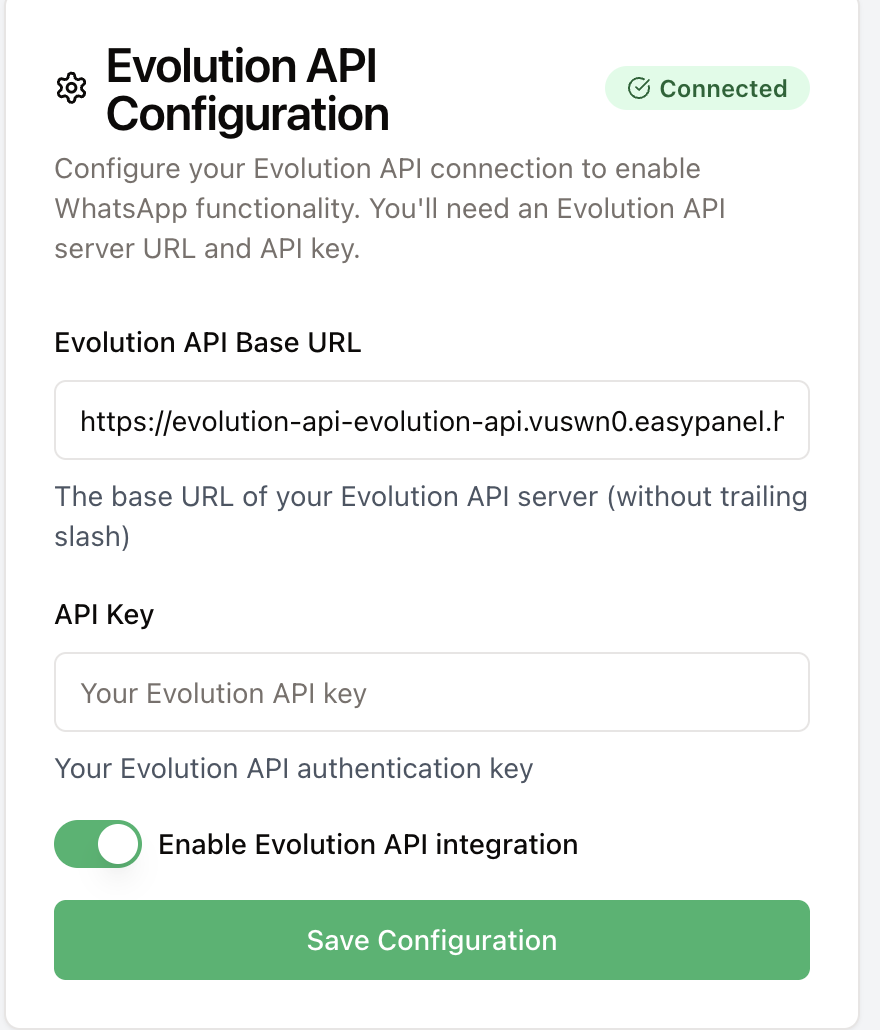 Evolution API
Configuration
Connected
Configure your Evolution API connection to enable
WhatsApp functionality. You'll need an Evolution API
server URL and API key.
Evolution API Base URL
https://evolution-api-evolution-api.vuswn0.easypanel.h
The base URL of your Evolution API server (without trailing
slash)
API Key
Your Evolution API key
Your Evolution API authentication key
Enable Evolution API integration
Save Configuration